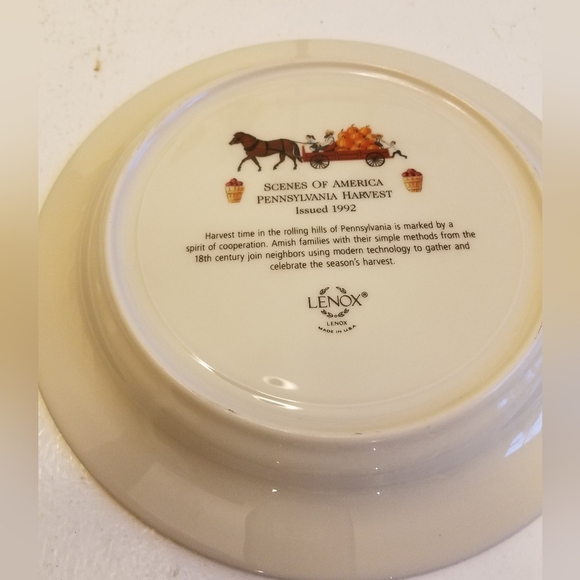 SCENES OF AMERICA
PENNSYLVANIA HARVEST
Issued 1992
Harvest time in the rolling hills of Pennsylvania is marked by a
spirit of cooperation. Amish families with their simple methods from the
18th century join neighbors using modern technology to gather and
celebrate the season's harvest.
LENOX®
LENOX
MADE IN U.S.A.